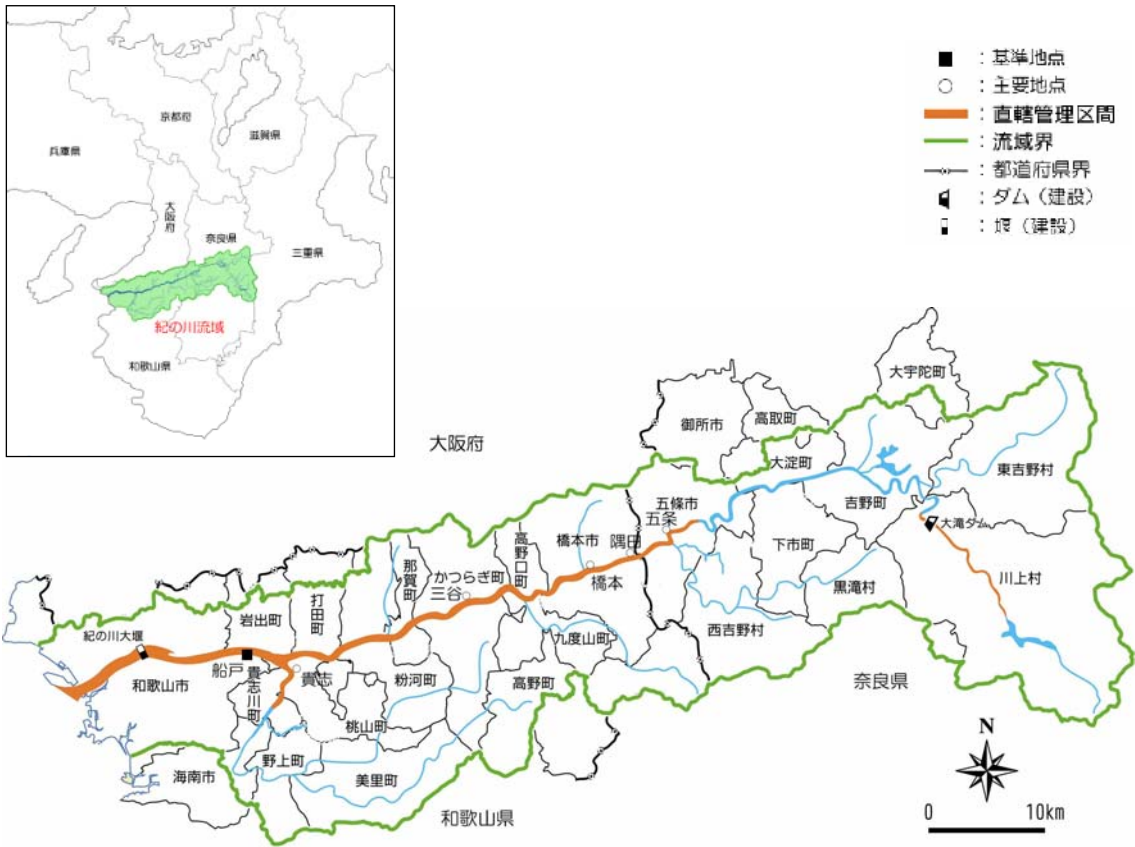 京都府
滋賀県
兵庫県
大阪府
奈良県
三重県
紀の川流域
和歌山県
：基準地点
：主要地点
：直轄管理区間
：流域界
：都道府県界
：ダム（建設）
：堰（建設）
大宇陀町
御所市
高取町
大阪府
大淀町
東吉野村
五條市
五条
吉野町
大滝ダム
橋本市
隅田
高野口町
下市町
那賀町
かつらぎ町
三谷
橋本
黒滝村
川上村
打田町
岩出町
紀の川大堰
九度山町
西吉野村
船戸
貴志
粉河町
高野町
奈良県
和歌山市
貴志川町
桃山町
N
野上町
海南市
美里町
和歌山県
0
10km